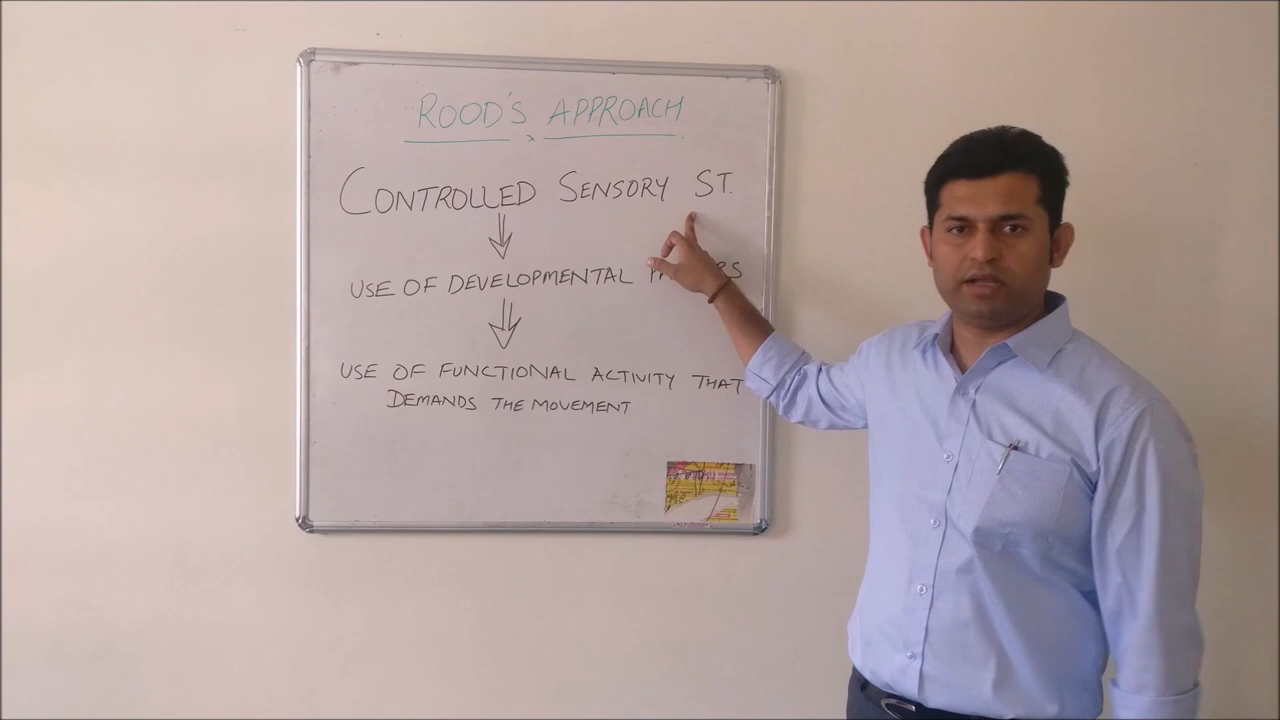 ROOD'S APPROACH
CONTROLLED SENSORY ST.
USE OF DEVELOPMENTAL
USE OF FUNCTIONAL ACTIVITY THAT
DEMANDS THE MOVEMENT